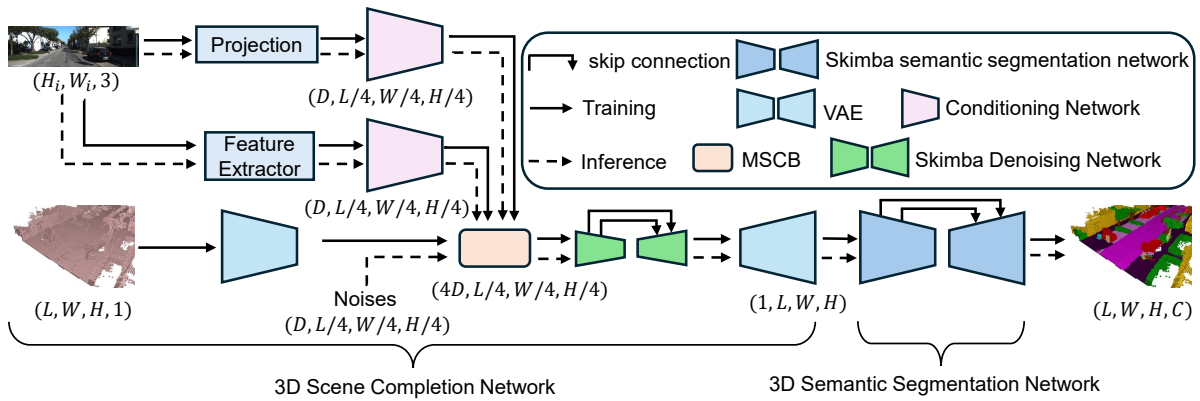 Projection
(H_i, W_i, 3)
(D, L/4, W/4, H/4)
Feature
Extractor
(D, L/4, W/4, H/4)
skip connection
Skimba semantic segmentation network
Training
VAE
Conditioning Network
Inference
MSCB
Skimba Denoising Network
(L, W, H, 1)
Noises
(D, L/4, W/4, H/4)
(4D, L/4, W/4, H/4)
(1, L, W, H)
(L, W, H, C)
3D Scene Completion Network
3D Semantic Segmentation Network